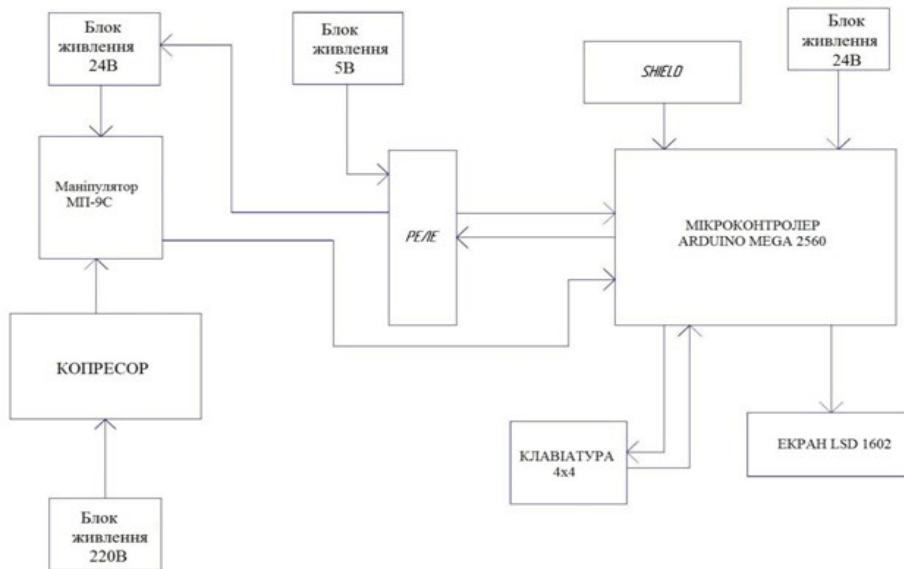 Блок
живлення
24В
Блок
живлення
5В
SHIELD
Блок
живлення
24В
Маніпулятор
МП-9С
РЕЛЕ
МІКРОКОНТРОЛЕР
ARDUINO MEGA 2560
КОПРЕСОР
КЛАВІАТУРА
4x4
ЕКРАН LSD 1602
Блок
живлення
220В